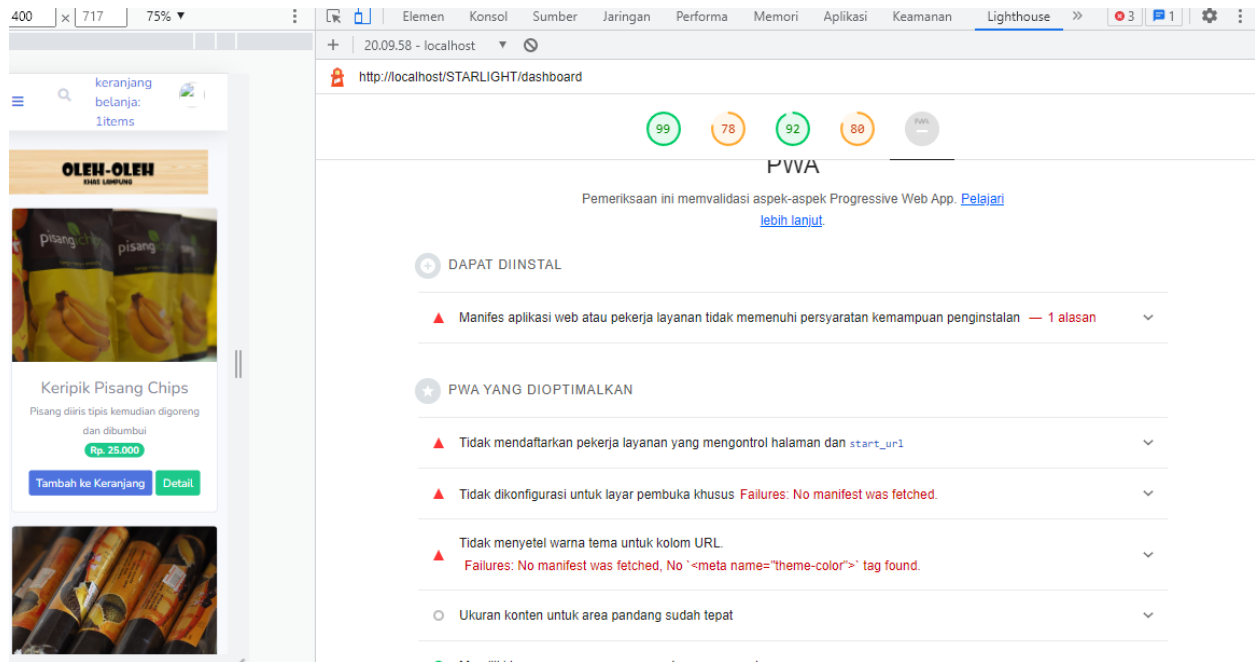 400 × 717 75% ▼
Elemen Konsol Sumber Jaringan Performa Memori Aplikasi Keamanan Lighthouse » 3 1
+ 20.09.58 - localhost ▼
http://localhost/STARLIGHT/dashboard
keranjang
belanja:
1items
OLEH-OLEH
KHAS LAMPUNG
pisang
pisang
Keripik Pisang Chips
Pisang diiris tipis kemudian digoreng
dan dibumbui
Rp. 25.000
Tambah ke Keranjang Detail
99 78 92 80 PWA
PWA
Pemeriksaan ini memvalidasi aspek-aspek Progressive Web App. Pelajari
lebih lanjut.
DAPAT DIINSTAL
Manifes aplikasi web atau pekerja layanan tidak memenuhi persyaratan kemampuan penginstalan — 1 alasan
PWA YANG DIOPTIMALKAN
Tidak mendaftarkan pekerja layanan yang mengontrol halaman dan start_url
Tidak dikonfigurasi untuk layar pembuka khusus Failures: No manifest was fetched.
Tidak menyetel warna tema untuk kolom URL.
Failures: No manifest was fetched, No `<meta name="theme-color">` tag found.
Ukuran konten untuk area pandang sudah tepat